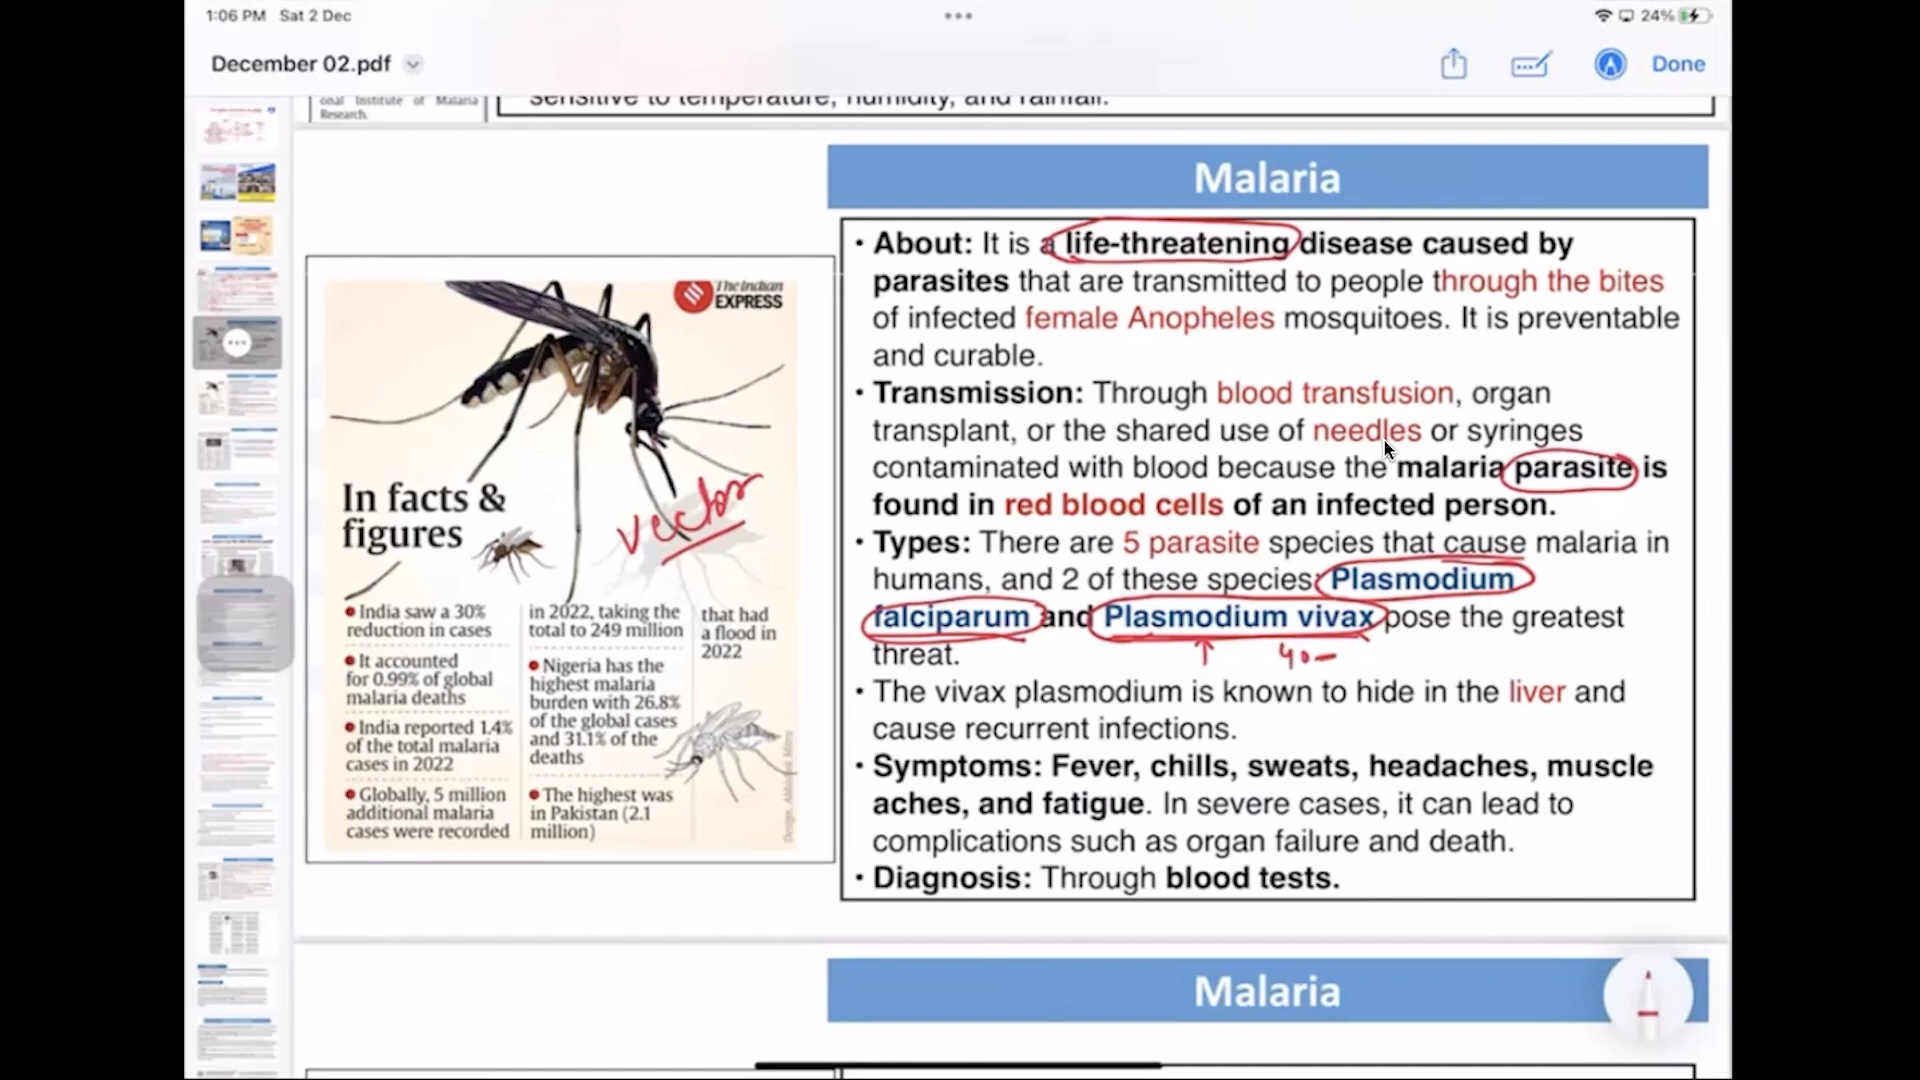 1:06 PM Sat 2 Dec
24%
December 02.pdf
Done
onal Institute of Malaria
Research.
sensitive to temperature, humidity, and rainfall.
Malaria
The Indian
EXPRESS
In facts &
figures
vector
• India saw a 30%
reduction in cases
• It accounted
for 0.99% of global
malaria deaths
• India reported 1.4%
of the total malaria
cases in 2022
• Globally, 5 million
additional malaria
cases were recorded
in 2022, taking the
total to 249 million
• Nigeria has the
highest malaria
burden with 26.8%
of the global cases
and 31.1% of the
deaths
• The highest was
in Pakistan (2.1
million)
that had
a flood in
2022
• About: It is a life-threatening disease caused by
parasites that are transmitted to people through the bites
of infected female Anopheles mosquitoes. It is preventable
and curable.
• Transmission: Through blood transfusion, organ
transplant, or the shared use of needles or syringes
contaminated with blood because the malaria parasite is
found in red blood cells of an infected person.
• Types: There are 5 parasite species that cause malaria in
humans, and 2 of these species: Plasmodium
falciparum and Plasmodium vivax pose the greatest
threat.
40
• The vivax plasmodium is known to hide in the liver and
cause recurrent infections.
• Symptoms: Fever, chills, sweats, headaches, muscle
aches, and fatigue. In severe cases, it can lead to
complications such as organ failure and death.
• Diagnosis: Through blood tests.
Malaria